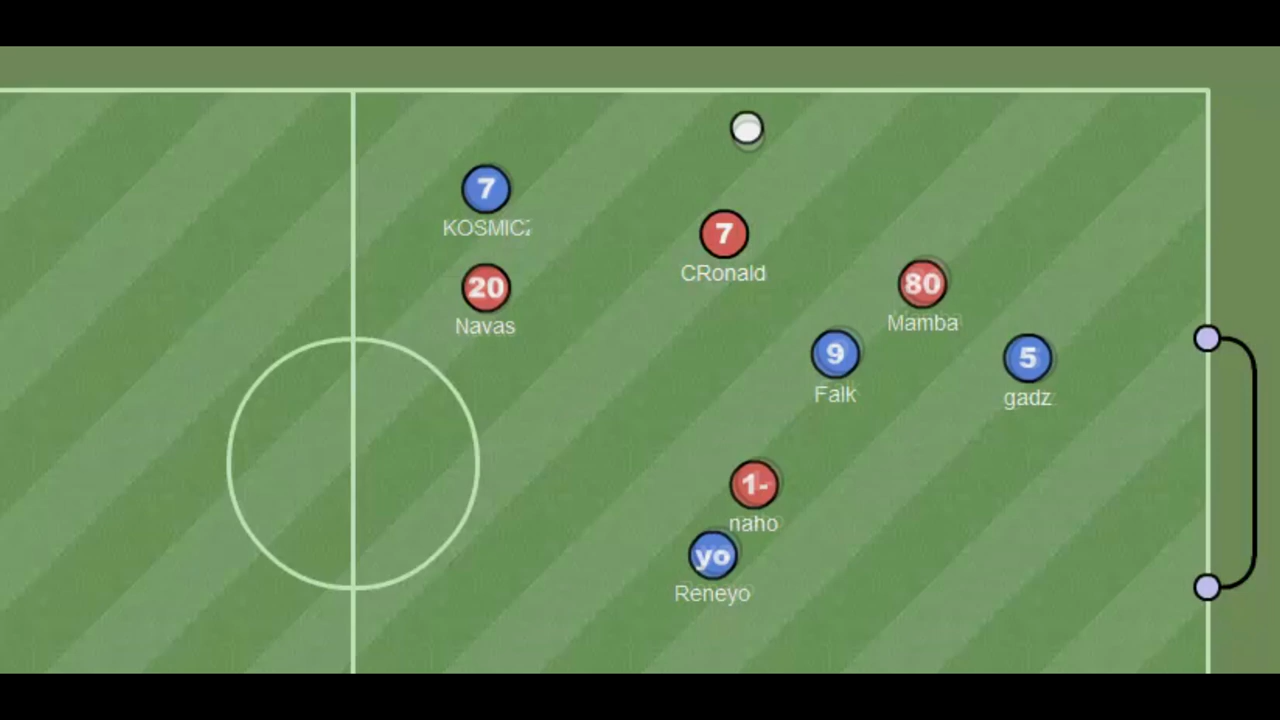 7
KOSMIC
7
CRonald
20
Navas
80
Mamba
9
Falk
5
gadz
1-
naho
yo
Reneyo